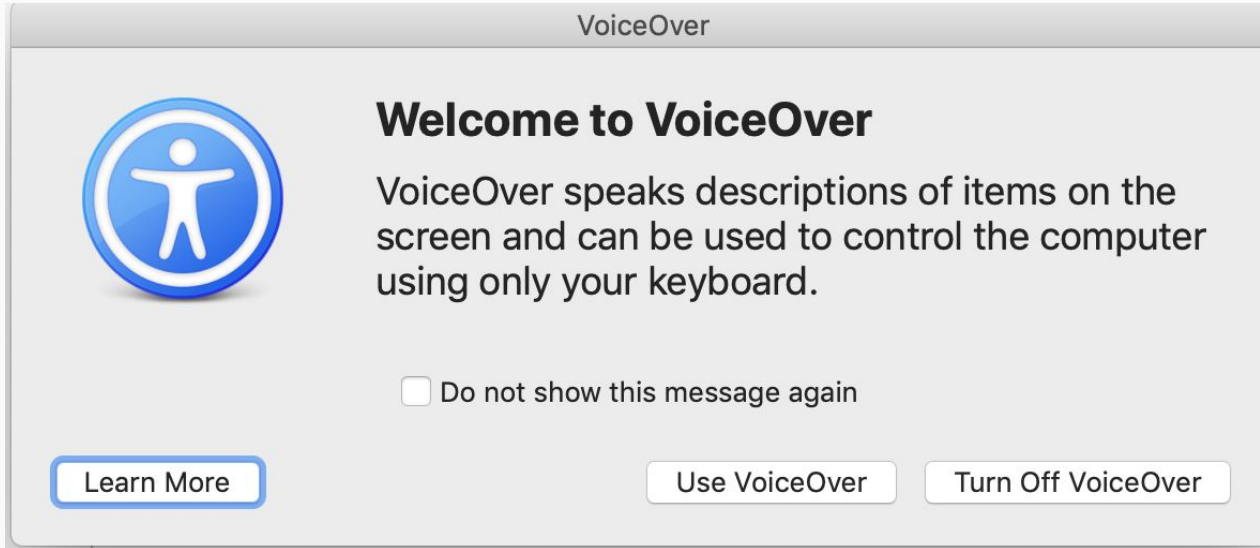 VoiceOver
Welcome to VoiceOver
VoiceOver speaks descriptions of items on the
screen and can be used to control the computer
using only your keyboard.
Do not show this message again
Learn More
Use VoiceOver
Turn Off VoiceOver